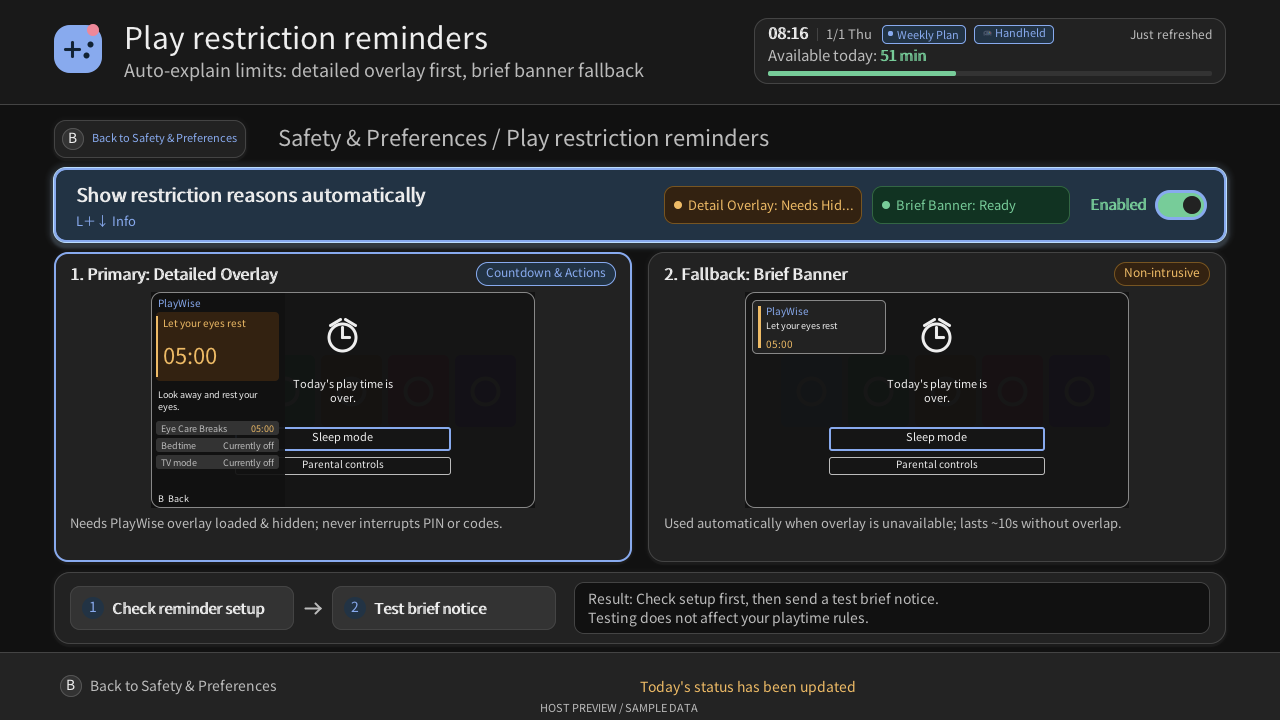 Play restriction reminders
Auto-explain limits: detailed overlay first, brief banner fallback
08:16 1/1 Thu Weekly Plan Handheld Just refreshed
Available today: 51 min
B Back to Safety & Preferences
Safety & Preferences / Play restriction reminders
Show restriction reasons automatically
L+↓ Info
Detail Overlay: Needs Hid...
Brief Banner: Ready
Enabled
1. Primary: Detailed Overlay
Countdown & Actions
PlayWise
Let your eyes rest
05:00
Look away and rest your
eyes.
Eye Care Breaks 05:00
Bedtime Currently off
TV mode Currently off
B Back
Today's play time is
over.
Sleep mode
Parental controls
Needs PlayWise overlay loaded & hidden; never interrupts PIN or codes.
2. Fallback: Brief Banner
Non-intrusive
PlayWise
Let your eyes rest
05:00
Today's play time is
over.
Sleep mode
Parental controls
Used automatically when overlay is unavailable; lasts ~10s without overlap.
1 Check reminder setup
→
2 Test brief notice
Result: Check setup first, then send a test brief notice.
Testing does not affect your playtime rules.
B Back to Safety & Preferences
Today's status has been updated
HOST PREVIEW / SAMPLE DATA